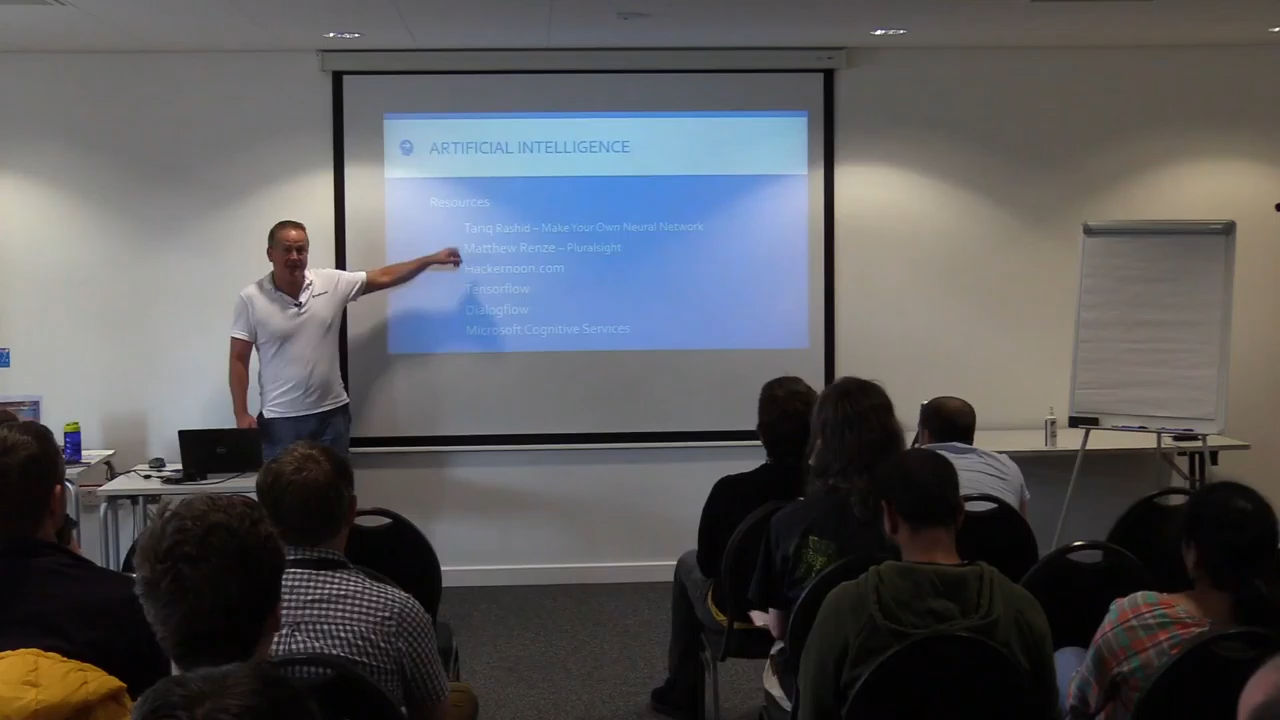 ARTIFICIAL INTELLIGENCE
Resources
Tariq Rashid – Make Your Own Neural Network
Matthew Renze – Pluralsight
Hackernoon.com
Tensorflow
Dialogflow
Microsoft Cognitive Services